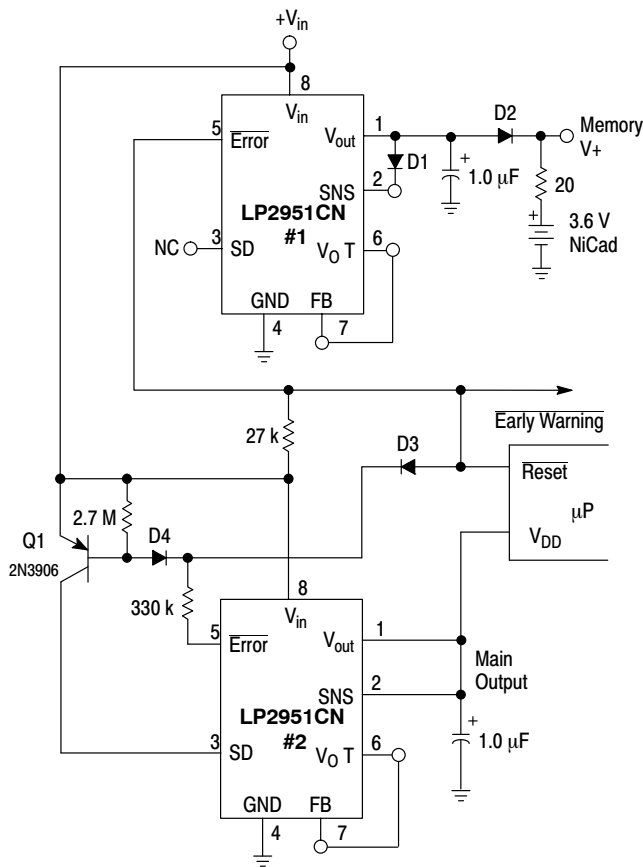 +Vin
8
5
Error
Vin
Vout
1
D2
Memory
V+
D1
SNS
2
1.0 µF
20
LP2951CN
#1
3.6 V
NiCad
NC
3
SD
VO T
6
GND
FB
4
7
27 k
Early Warning
D3
Reset
µP
VDD
2.7 M
D4
Q1
2N3906
330 k
8
5
Error
Vin
Vout
1
Main
Output
SNS
2
LP2951CN
#2
1.0 µF
3
SD
VO T
6
GND
FB
4
7